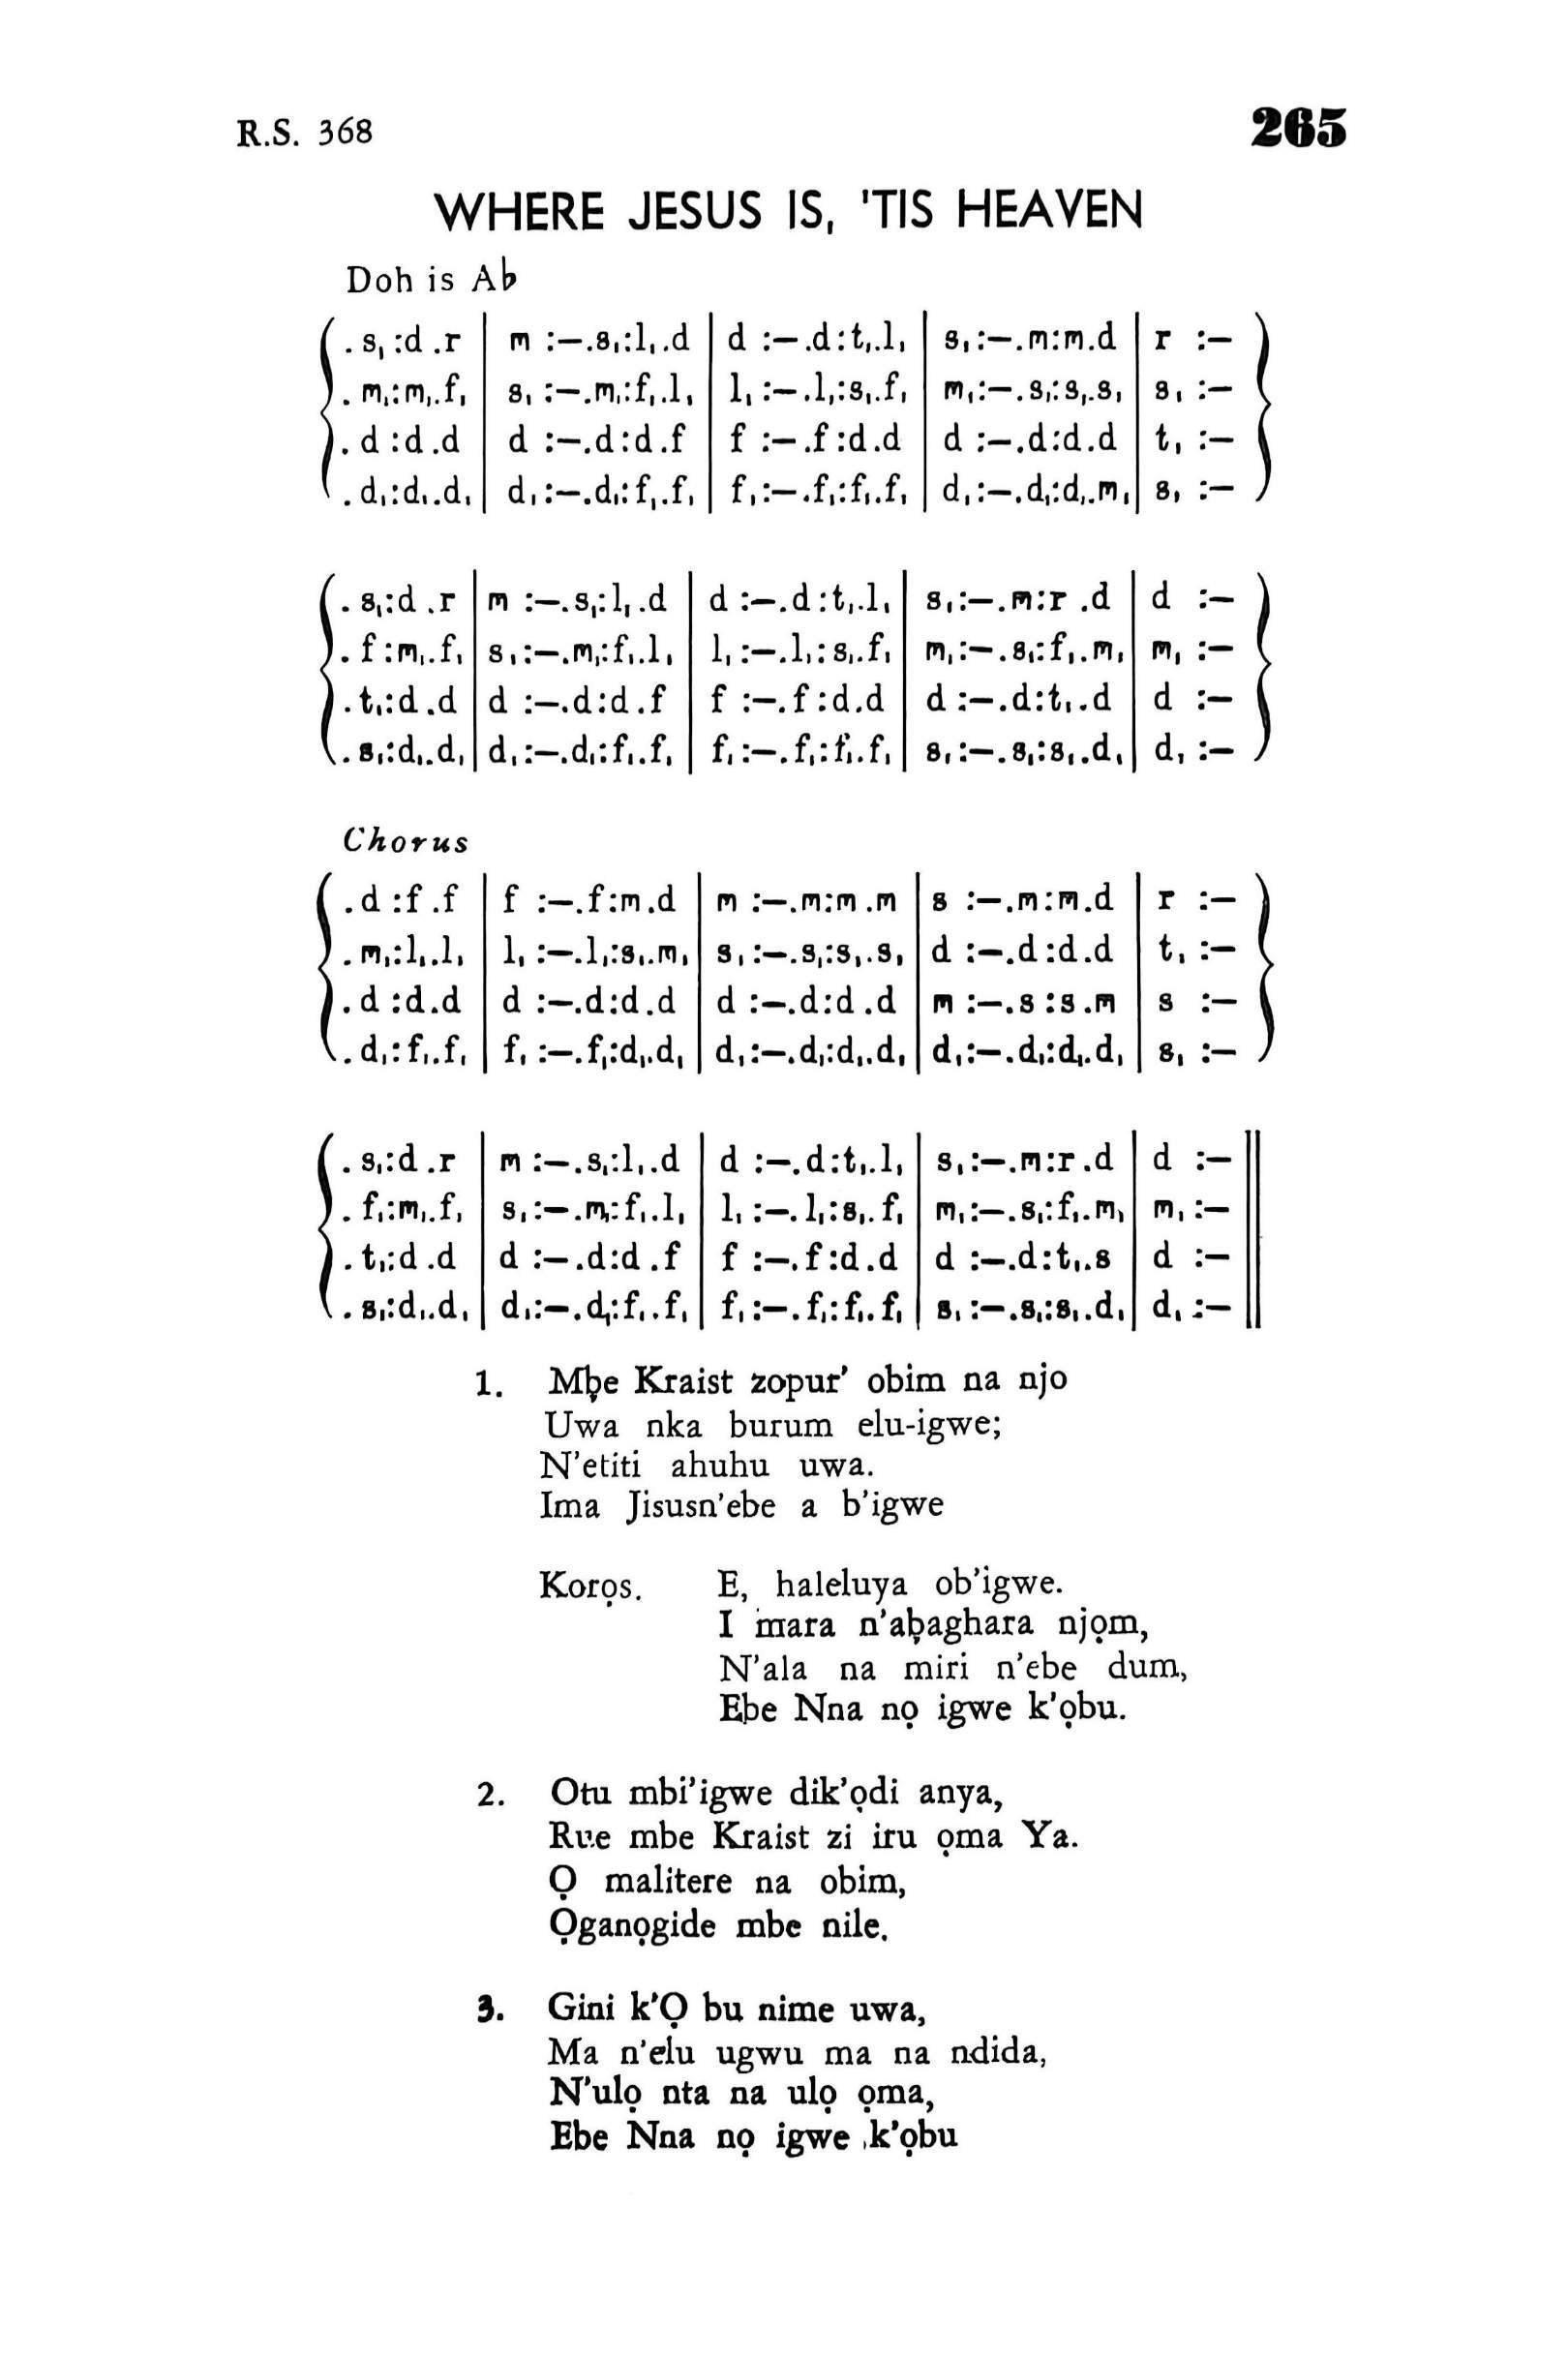 R.S. 368
265
WHERE JESUS IS, 'TIS HEAVEN
Doh is A♭
. s, :d .r | m :—.s,:l, .d | d :—.d:t,.l, | s,:—.m:m.d | r :—
. m,:m,.f, | s, :—.m,:f,.l, | l, :—.l,:s,.f, | m,:—.s,:s,.s, | s, :—
. d :d .d | d :—.d:d.f | f :—.f:d.d | d :—.d:d.d | t, :—
. d,:d,.d, | d,:—.d,:f,.f, | f,:—.f,:f,.f, | d,:—.d,:d,.m, | s, :—
. s,:d .r | m :—.s,:l, .d | d :—.d:t,.l, | s,:—.m:r .d | d :—
. f :m,.f, | s,:—.m,:f,.l, | l, :—.l,:s,.f, | m,:—.s,:f,.m, | m, :—
. t,:d .d | d :—.d:d.f | f :—.f:d.d | d :—.d:t,.d | d :—
. s,:d,.d, | d,:—.d,:f,.f, | f,:—.f,:f,.f, | s,:—.s,:s,.d, | d, :—
Chorus
. d :f .f | f :—.f:m.d | m :—.m:m.m | s :—.m:m.d | r :—
. m,:l,.l, | l, :—.l,:s,.m, | s, :—.s,:s,.s, | d :—.d:d.d | t, :—
. d :d.d | d :—.d:d.d | d :—.d:d.d | m :—.s:s.m | s :—
. d,:f,.f, | f, :—.f,:d,.d, | d,:—.d,:d,.d, | d,:—.d,:d,.d, | s, :—
. s,:d .r | m :—.s,:l,.d | d :—.d:t,.l, | s,:—.m:r.d | d :—
. f,:m,.f, | s,:—.m,:f,.l, | l, :—.l,:s,.f, | m,:—.s,:f,.m, | m, :—
. t,:d .d | d :—.d:d.f | f :—.f:d.d | d :—.d:t,.s | d :—
. s,:d,.d, | d,:—.d,:f,.f, | f,:—.f,:f,.f, | s, :—.s,:s,.d, | d, :—
1. Mḅe Kraist zopur’ obim na njo
Uwa nka burum elu-igwe;
N’etiti ahuhu uwa.
Ima Jisusn’ebe a b’igwe
Korọs. E, haleluya ob’igwe.
I mara n’aḅaghara njọm,
N’ala na miri n’ebe dum,
Ebe Nna nọ igwe k’ọbu.
2. Otu mbi’igwe dik’ọdi anya,
Rue mbe Kraist zi iru ọma Ya.
Ọ malitere na obim,
Ọganọgide mbe nile.
3. Gini k’Ọ bu nime uwa,
Ma n’elu ugwu ma na ndida,
N’ulọ nta na ulọ ọma,
Ebe Nna nọ igwe k’ọbu